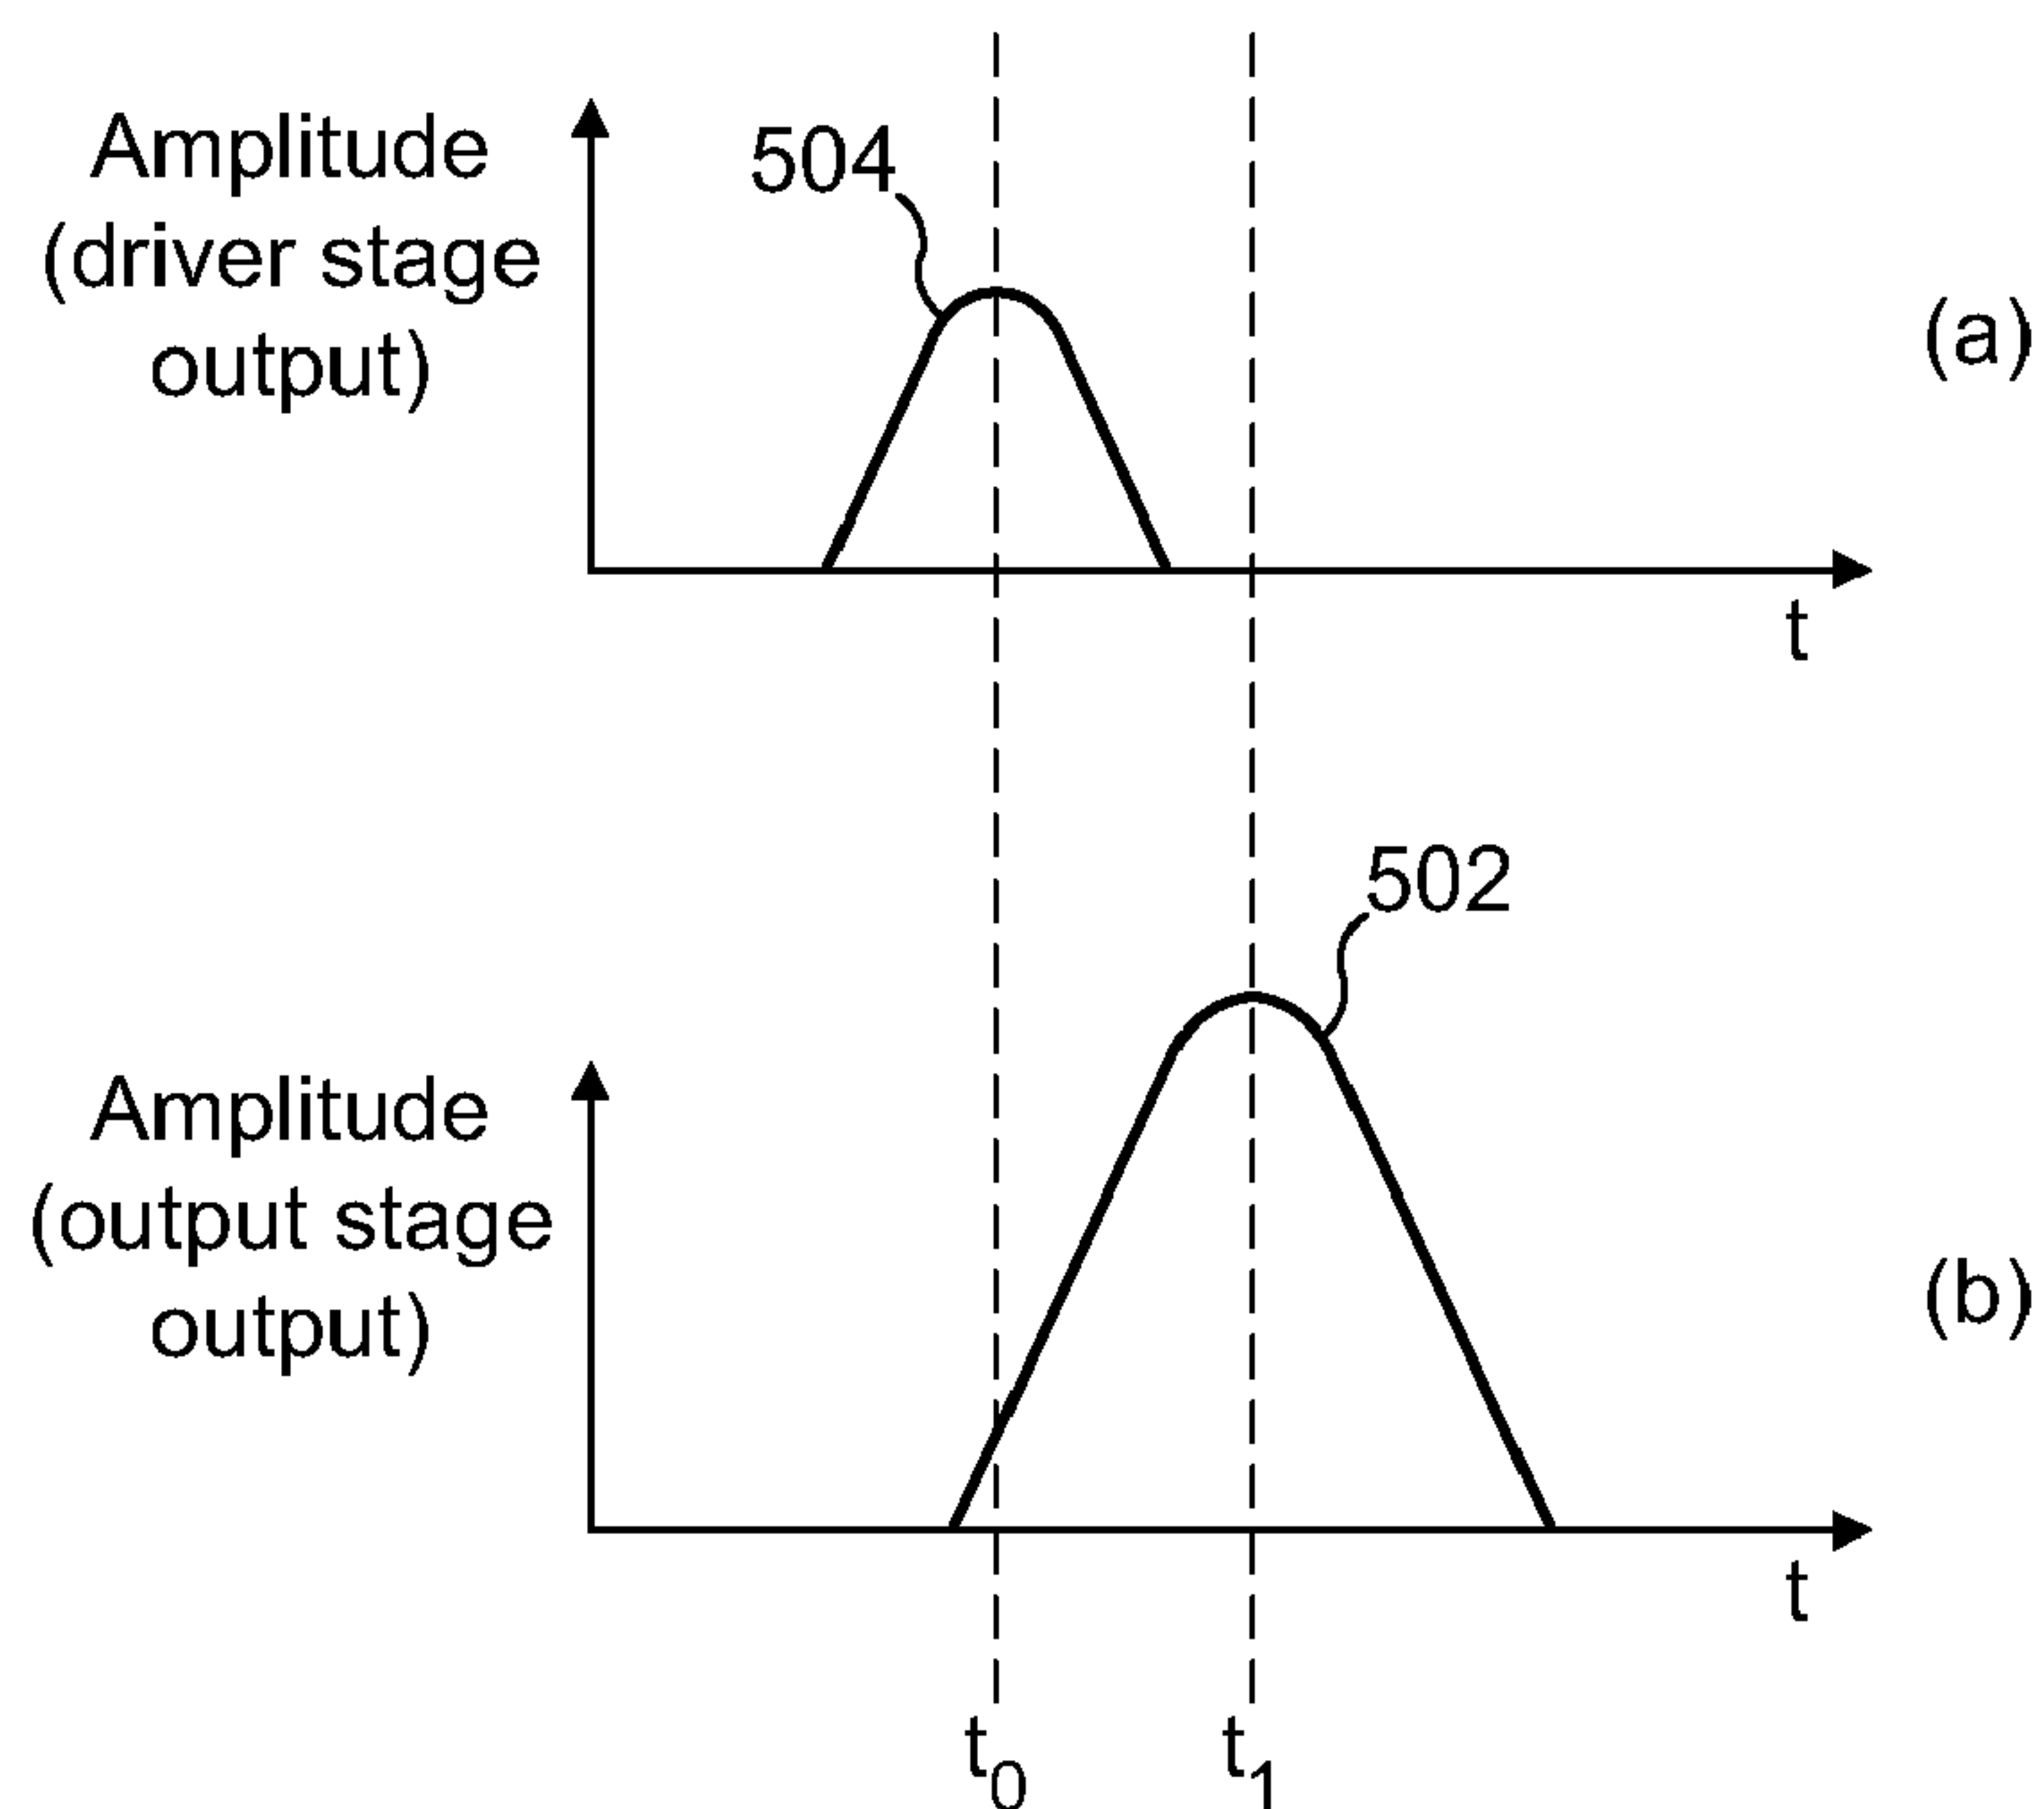 Amplitude
(driver stage
output)
504
(a)
t
502
Amplitude
(output stage
output)
(b)
t
t0
t1